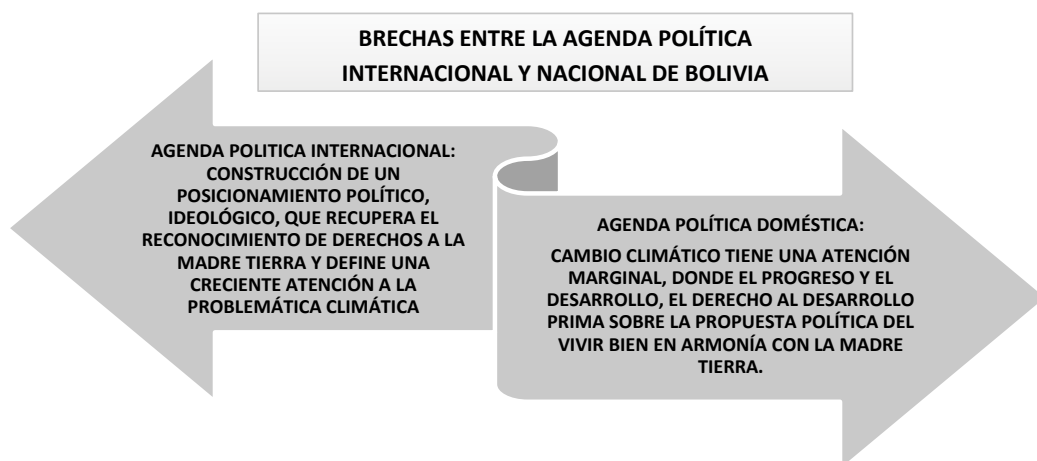 BRECHAS ENTRE LA AGENDA POLÍTICA
INTERNACIONAL Y NACIONAL DE BOLIVIA
AGENDA POLITICA INTERNACIONAL:
CONSTRUCCIÓN DE UN
POSICIONAMIENTO POLÍTICO,
IDEOLÓGICO, QUE RECUPERA EL
RECONOCIMIENTO DE DERECHOS A LA
MADRE TIERRA Y DEFINE UNA
CRECIENTE ATENCIÓN A LA
PROBLEMÁTICA CLIMÁTICA
AGENDA POLÍTICA DOMÉSTICA:
CAMBIO CLIMÁTICO TIENE UNA ATENCIÓN
MARGINAL, DONDE EL PROGRESO Y EL
DESARROLLO, EL DERECHO AL DESARROLLO
PRIMA SOBRE LA PROPUESTA POLÍTICA DEL
VIVIR BIEN EN ARMONÍA CON LA MADRE
TIERRA.